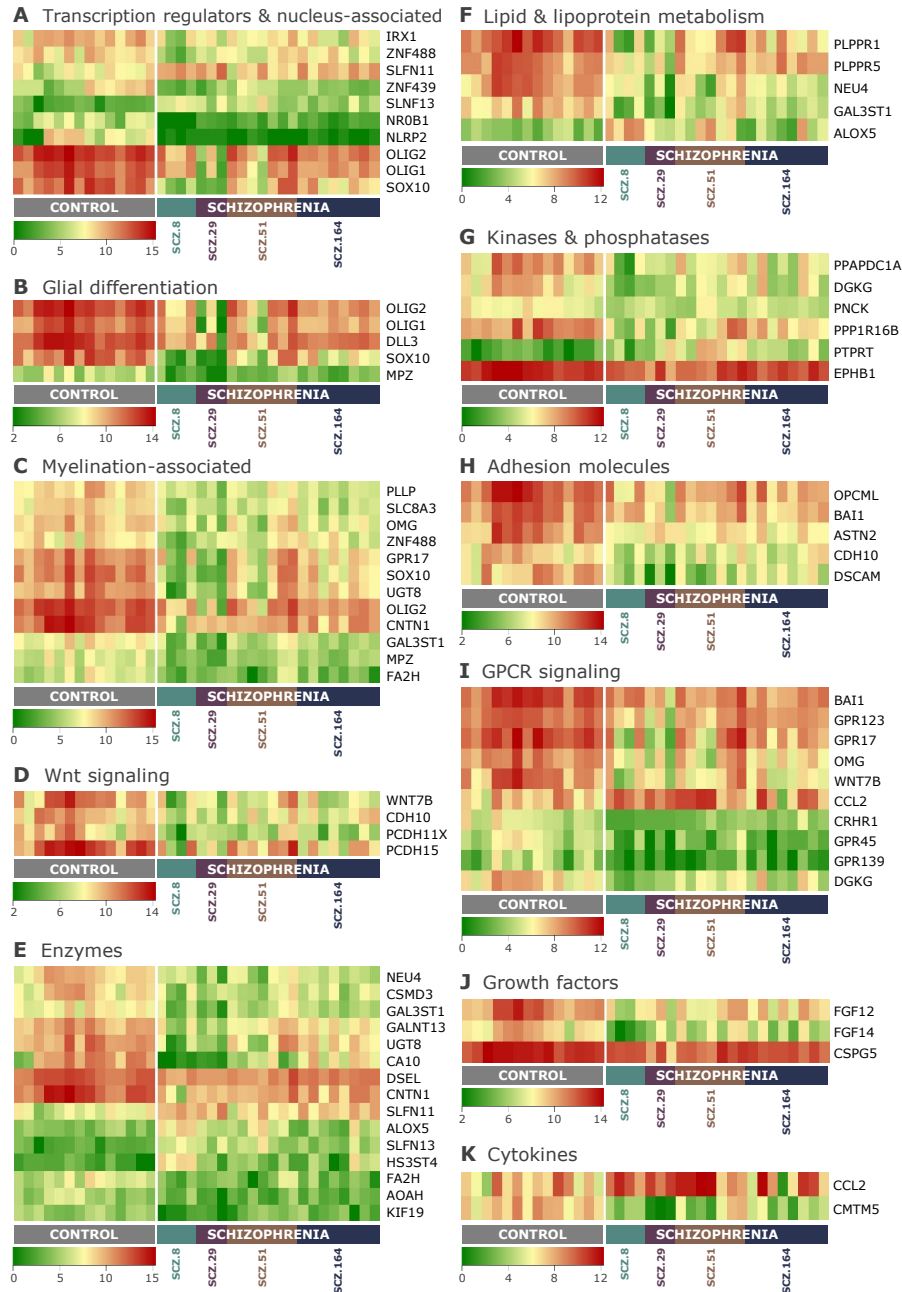 A Transcription regulators & nucleus-associated
IRX1
ZNF488
SLFN11
ZNF439
SLNF13
NR0B1
NLRP2
OLIG2
OLIG1
SOX10
CONTROL
SCHIZOPHRENIA
0 5 10 15
SCZ.8
SCZ.29
SCZ.51
SCZ.164
B Glial differentiation
OLIG2
OLIG1
DLL3
SOX10
MPZ
CONTROL
SCHIZOPHRENIA
2 6 10 14
SCZ.8
SCZ.29
SCZ.51
SCZ.164
C Myelination-associated
PLLP
SLC8A3
OMG
ZNF488
GPR17
SOX10
UGT8
OLIG2
CNTN1
GAL3ST1
MPZ
FA2H
CONTROL
SCHIZOPHRENIA
0 5 10 15
SCZ.8
SCZ.29
SCZ.51
SCZ.164
D Wnt signaling
WNT7B
CDH10
PCDH11X
PCDH15
CONTROL
SCHIZOPHRENIA
2 6 10 14
SCZ.8
SCZ.29
SCZ.51
SCZ.164
E Enzymes
NEU4
CSMD3
GAL3ST1
GALNT13
UGT8
CA10
DSEL
CNTN1
SLFN11
ALOX5
SLFN13
HS3ST4
FA2H
AOAH
KIF19
CONTROL
SCHIZOPHRENIA
0 5 10 15
SCZ.8
SCZ.29
SCZ.51
SCZ.164
F Lipid & lipoprotein metabolism
PLPPR1
PLPPR5
NEU4
GAL3ST1
ALOX5
CONTROL
SCHIZOPHRENIA
0 4 8 12
SCZ.8
SCZ.29
SCZ.51
SCZ.164
G Kinases & phosphatases
PPAPDC1A
DGKG
PNCK
PPP1R16B
PTPRT
EPHB1
CONTROL
SCHIZOPHRENIA
0 4 8 12
SCZ.8
SCZ.29
SCZ.51
SCZ.164
H Adhesion molecules
OPCML
BAI1
ASTN2
CDH10
DSCAM
CONTROL
SCHIZOPHRENIA
2 6 10 14
SCZ.8
SCZ.29
SCZ.51
SCZ.164
I GPCR signaling
BAI1
GPR123
GPR17
OMG
WNT7B
CCL2
CRHR1
GPR45
GPR139
DGKG
CONTROL
SCHIZOPHRENIA
0 4 8 12
SCZ.8
SCZ.29
SCZ.51
SCZ.164
J Growth factors
FGF12
FGF14
CSPG5
CONTROL
SCHIZOPHRENIA
2 6 10 14
SCZ.8
SCZ.29
SCZ.51
SCZ.164
K Cytokines
CCL2
CMTM5
CONTROL
SCHIZOPHRENIA
0 4 8 12
SCZ.8
SCZ.29
SCZ.51
SCZ.164